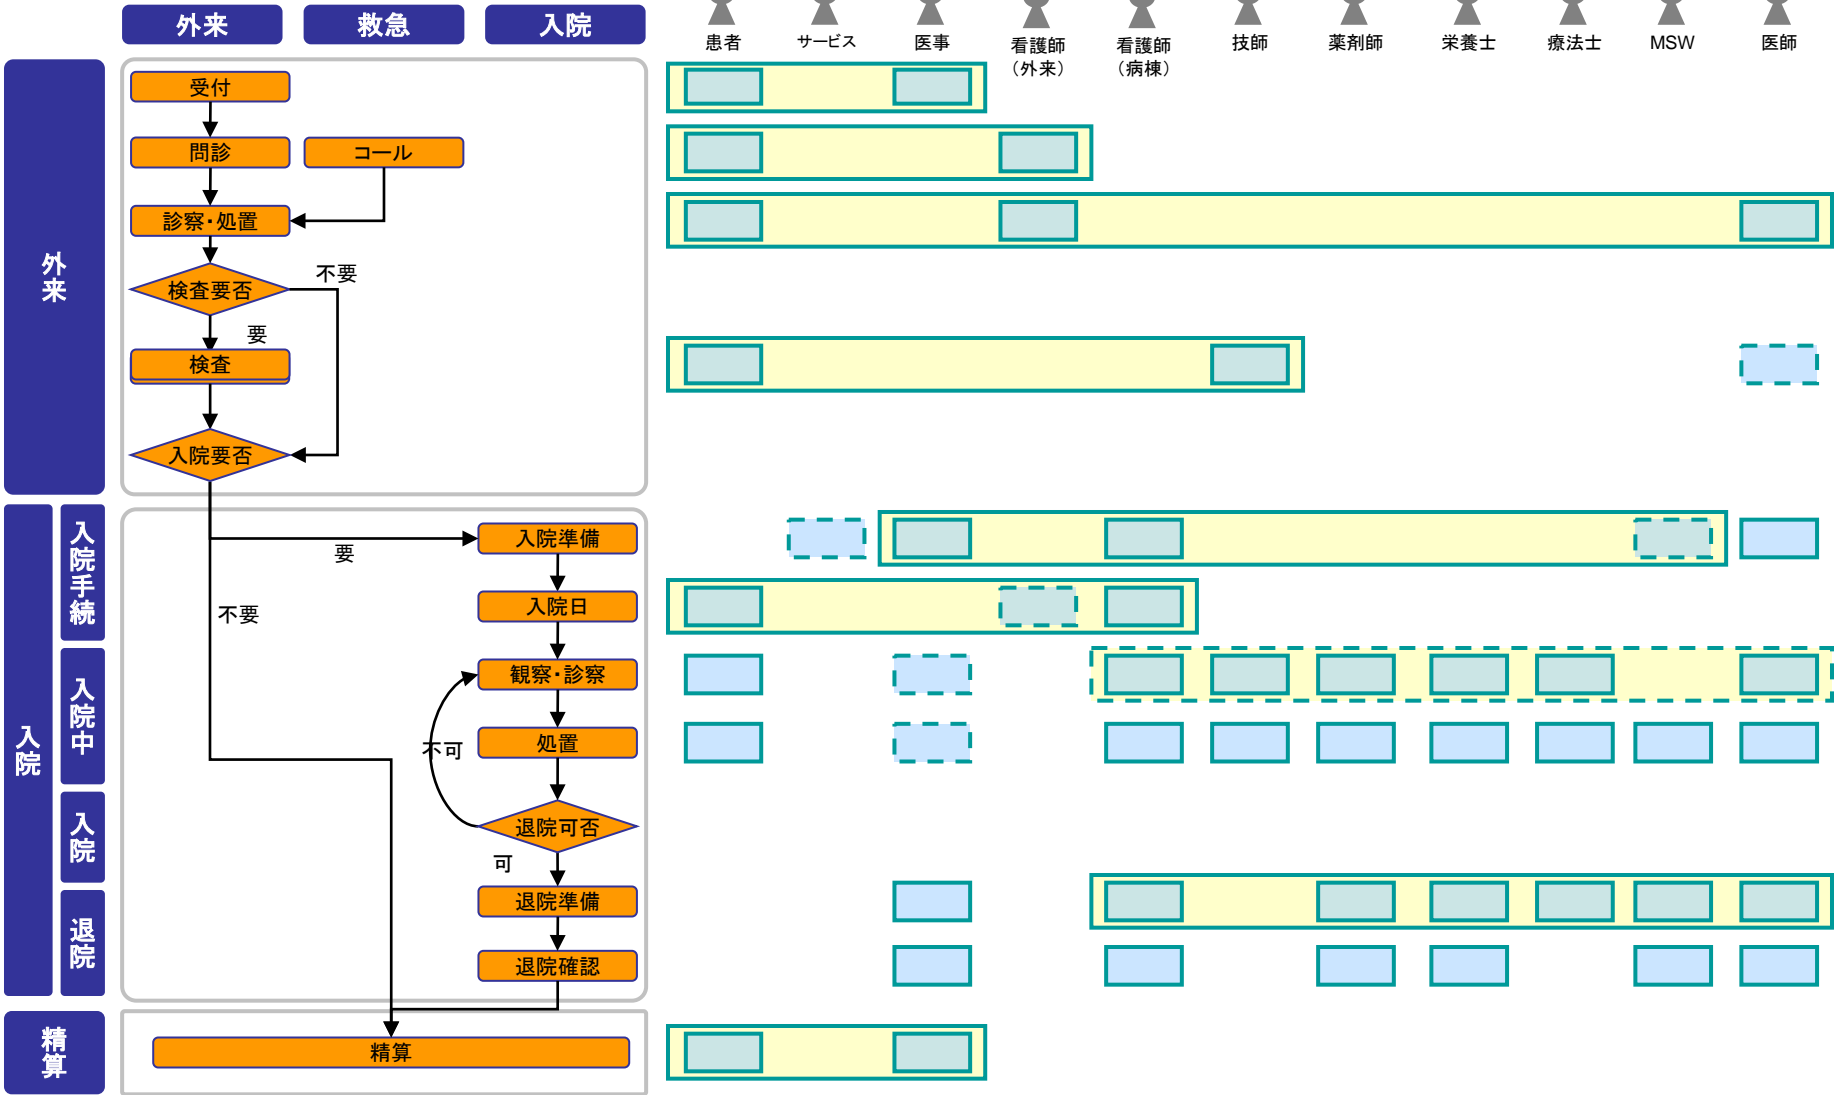 外来
救急
入院
患者
サービス
医事
看護師
(外来)
看護師
(病棟)
技師
薬剤師
栄養士
療法士
MSW
医師
外来
受付
問診
コール
診察・処置
検査要否
不要
要
検査
入院要否
入院
入院手続
入院準備
要
入院日
不要
入院中
観察・診察
処置
不可
入院
退院可否
可
退院
退院準備
退院確認
精算
精算